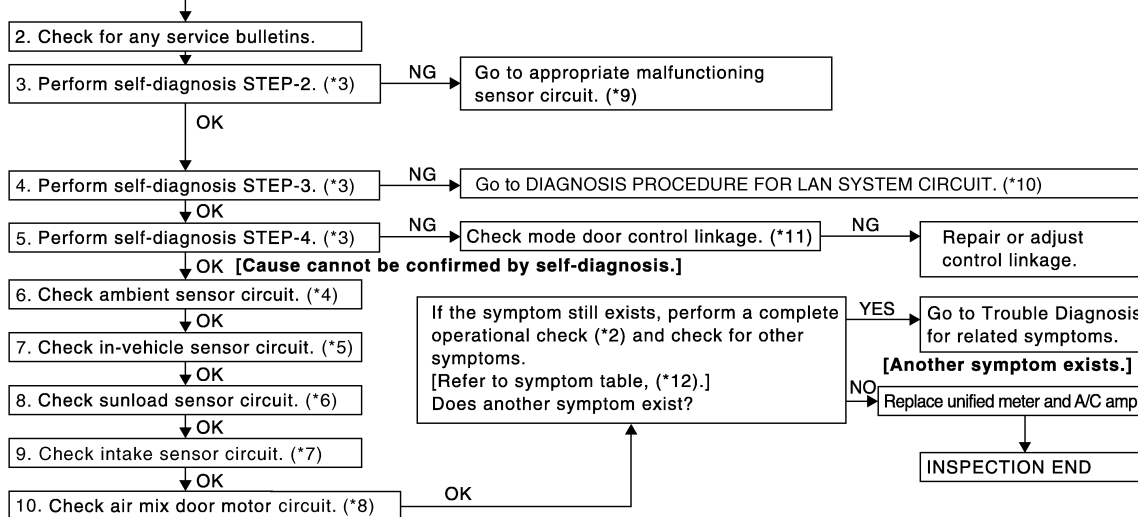 2. Check for any service bulletins.
3. Perform self-diagnosis STEP-2. (*3)
NG
Go to appropriate malfunctioning
sensor circuit. (*9)
OK
4. Perform self-diagnosis STEP-3. (*3)
NG
Go to DIAGNOSIS PROCEDURE FOR LAN SYSTEM CIRCUIT. (*10)
OK
5. Perform self-diagnosis STEP-4. (*3)
NG
Check mode door control linkage. (*11)
NG
Repair or adjust
control linkage.
OK
[Cause cannot be confirmed by self-diagnosis.]
6. Check ambient sensor circuit. (*4)
OK
7. Check in-vehicle sensor circuit. (*5)
OK
8. Check sunload sensor circuit. (*6)
OK
9. Check intake sensor circuit. (*7)
OK
10. Check air mix door motor circuit. (*8)
OK
If the symptom still exists, perform a complete
operational check (*2) and check for other
symptoms.
[Refer to symptom table, (*12).]
Does another symptom exist?
YES
Go to Trouble Diagnosis
for related symptoms.
[Another symptom exists.]
NO
Replace unified meter and A/C amp
INSPECTION END